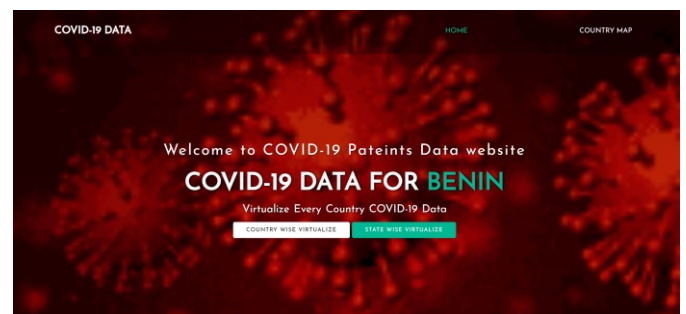 COVID-19 DATA
HOME
COUNTRY MAP
Welcome to COVID-19 Pateints Data website
COVID-19 DATA FOR BENIN
Virtualize Every Country COVID-19 Data
COUNTRY WISE VIRTUALIZE
STATE WISE VIRTUALIZE